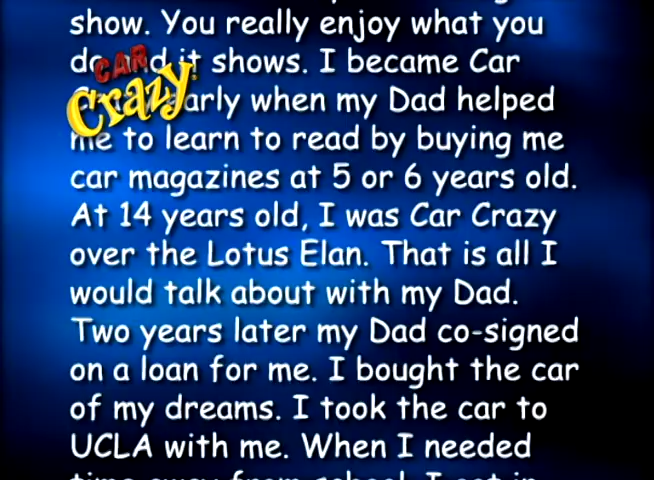 show. You really enjoy what you
do and it shows. I became Car
CAR
Crazy!
early when my Dad helped
me to learn to read by buying me
car magazines at 5 or 6 years old.
At 14 years old, I was Car Crazy
over the Lotus Elan. That is all I
would talk about with my Dad.
Two years later my Dad co-signed
on a loan for me. I bought the car
of my dreams. I took the car to
UCLA with me. When I needed